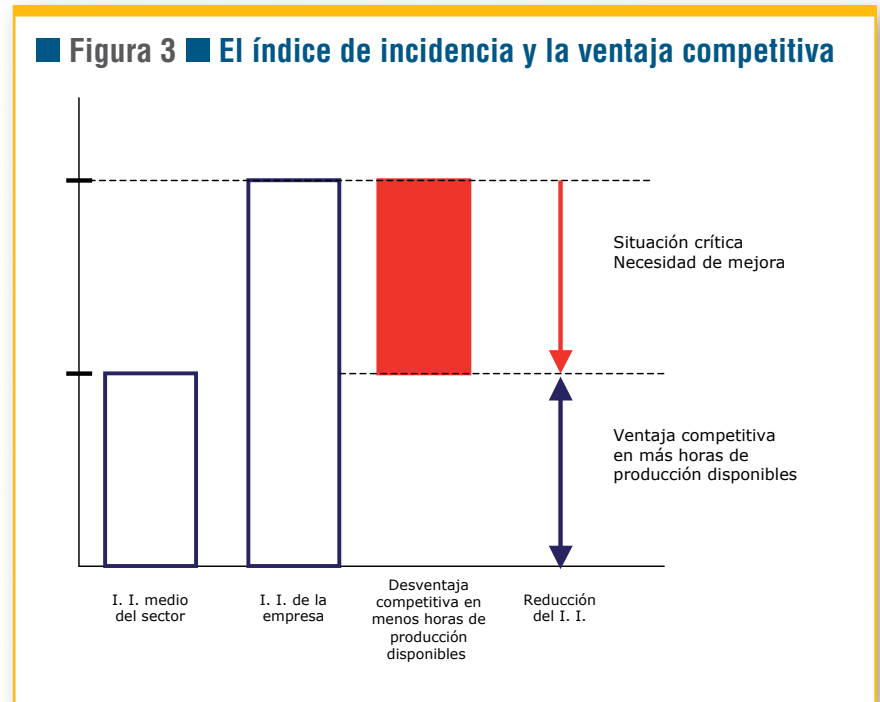 Figura 3 El índice de incidencia y la ventaja competitiva
Situación crítica
Necesidad de mejora
Ventaja competitiva
en más horas de
producción disponibles
I. I. medio
del sector
I. I. de la
empresa
Desventaja
competitiva en
menos horas de
producción
disponibles
Reducción
del I. I.